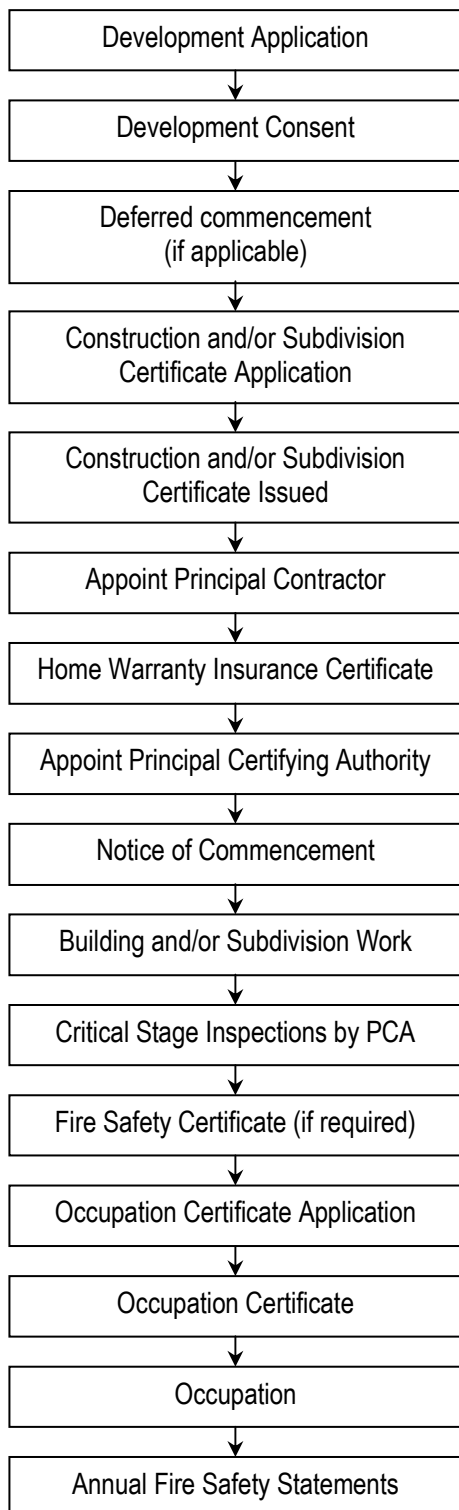 Development Application
Development Consent
Deferred commencement
(if applicable)
Construction and/or Subdivision
Certificate Application
Construction and/or Subdivision
Certificate Issued
Appoint Principal Contractor
Home Warranty Insurance Certificate
Appoint Principal Certifying Authority
Notice of Commencement
Building and/or Subdivision Work
Critical Stage Inspections by PCA
Fire Safety Certificate (if required)
Occupation Certificate Application
Occupation Certificate
Occupation
Annual Fire Safety Statements